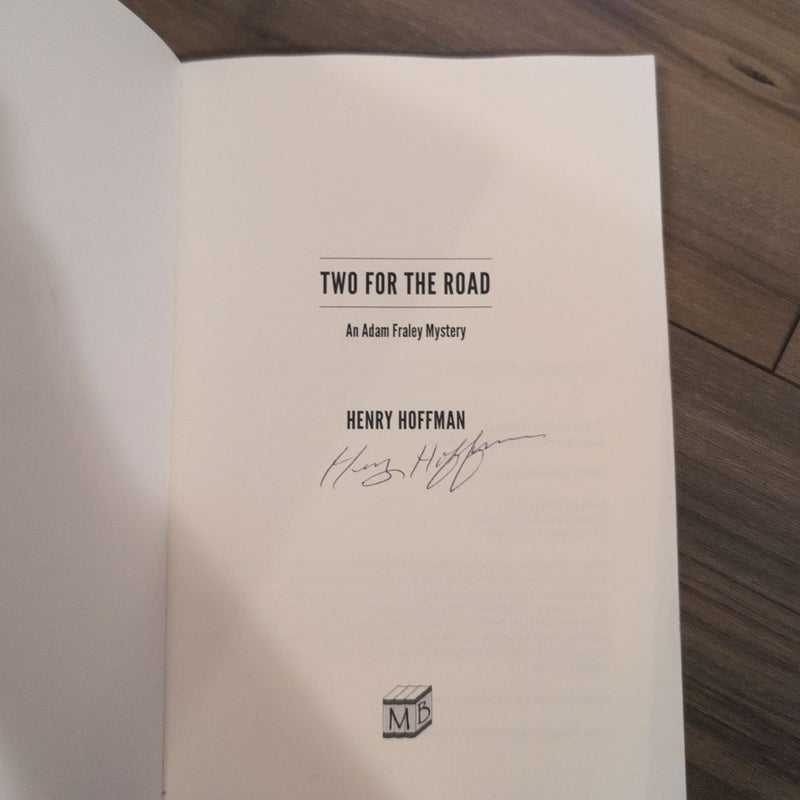 TWO FOR THE ROAD
An Adam Fraley Mystery
HENRY HOFFMAN
Henry Hoffman
MB